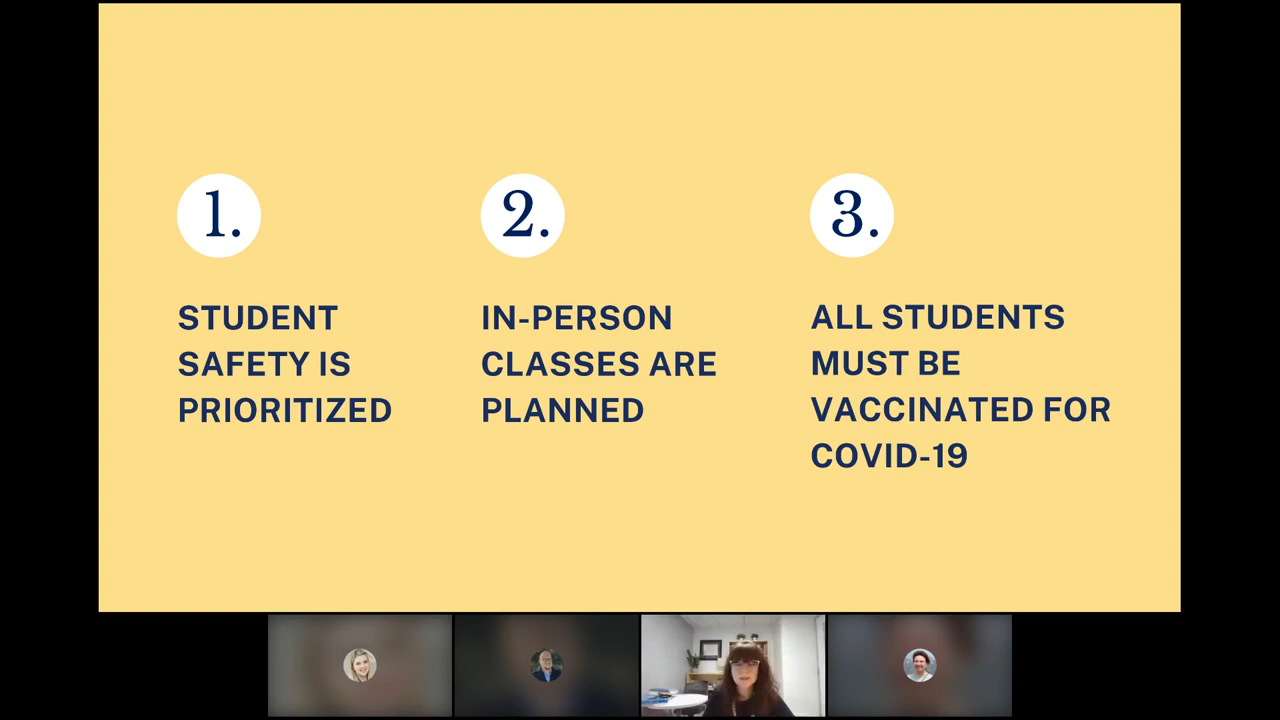 1.
STUDENT
SAFETY IS
PRIORITIZED
2.
IN-PERSON
CLASSES ARE
PLANNED
3.
ALL STUDENTS
MUST BE
VACCINATED FOR
COVID-19